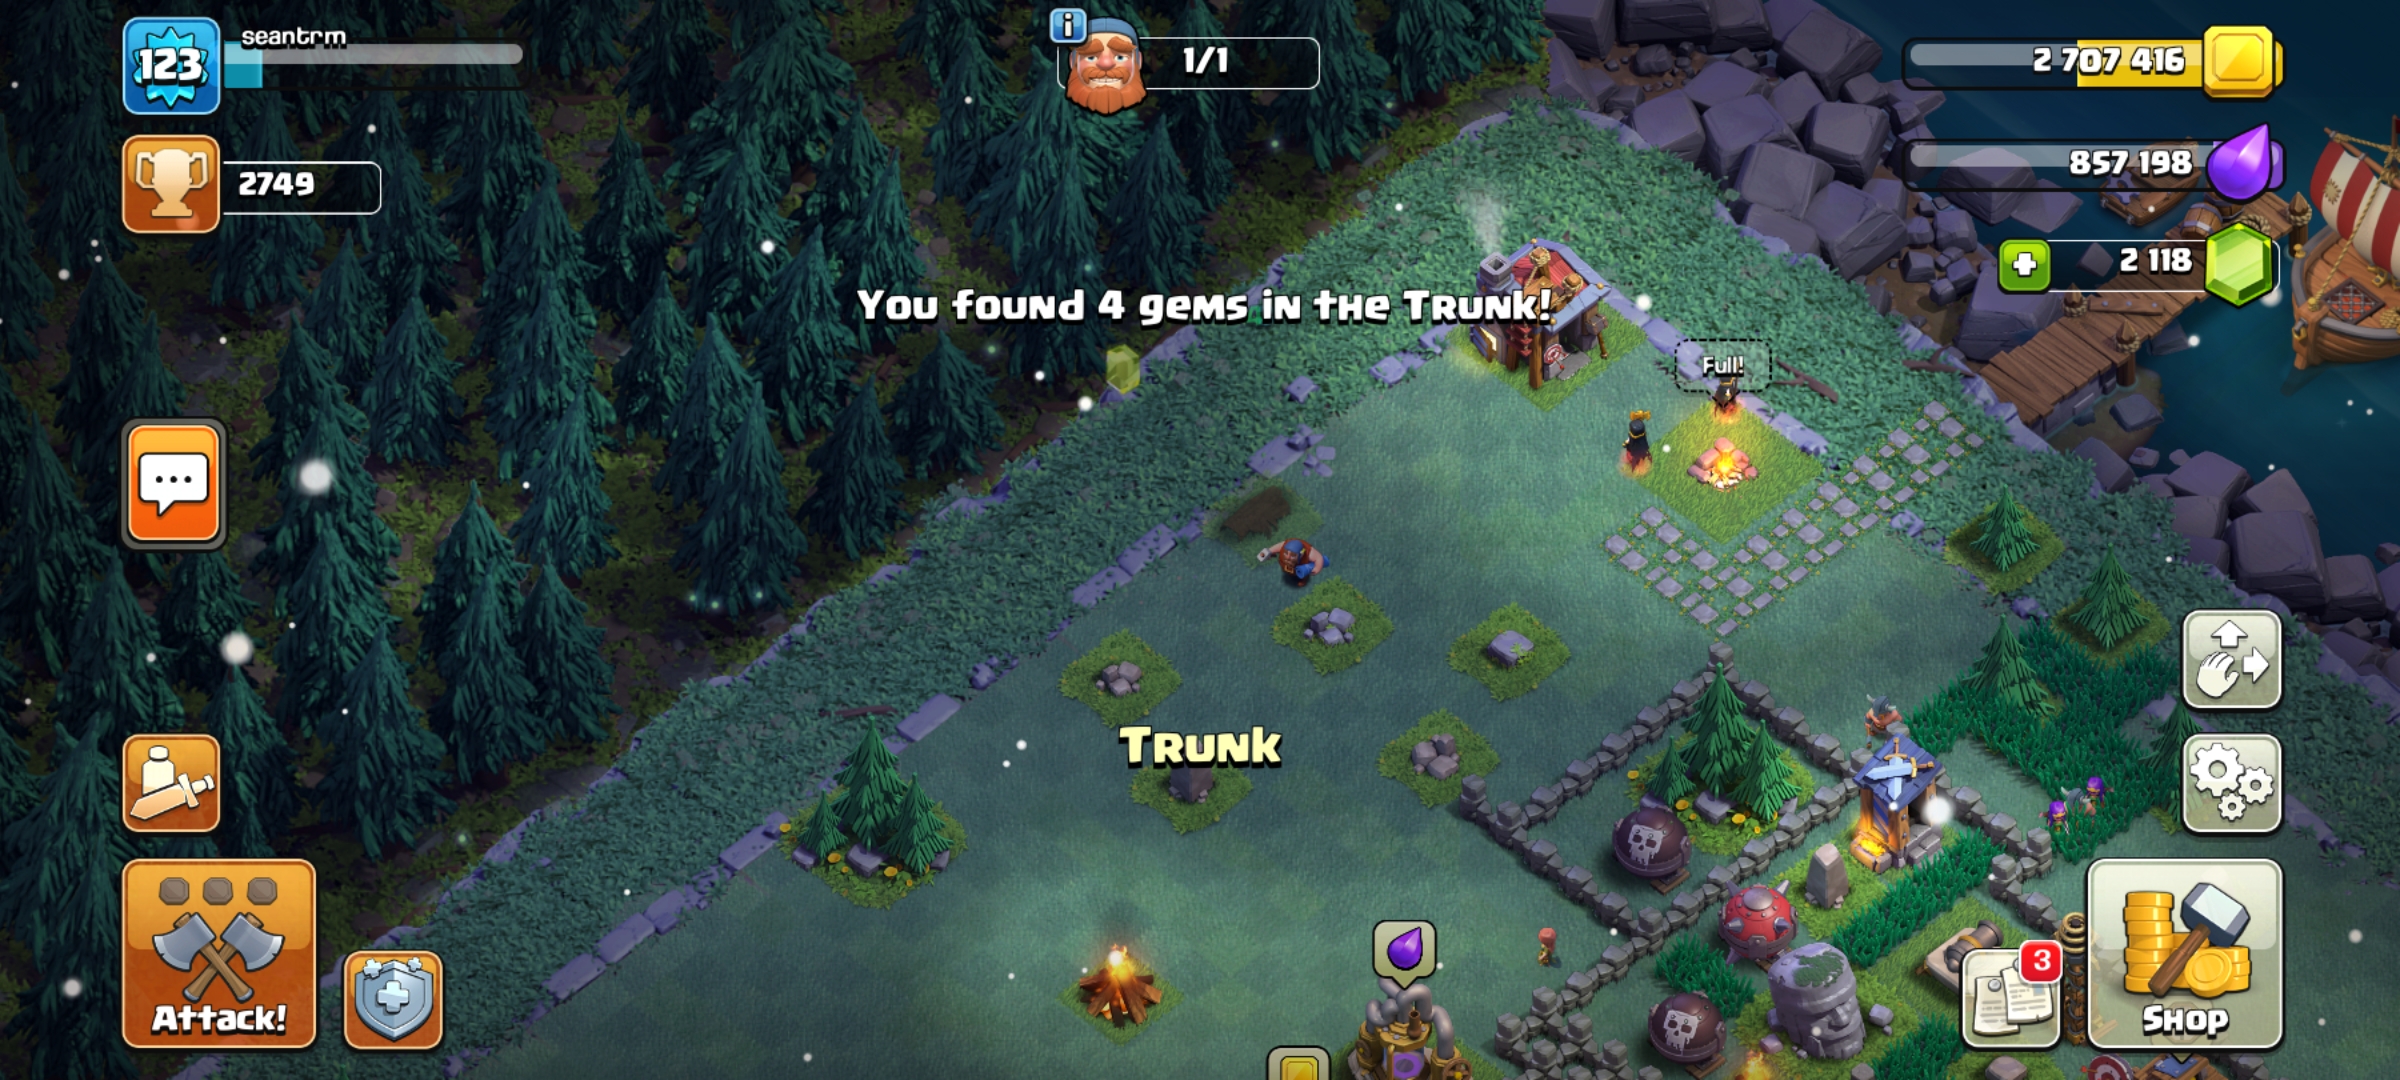 123
seantrm
i
1/1
2 707 416
2749
857 198
2 118
You found 4 gems in the Trunk!
Full!
Trunk
3
Attack!
Shop